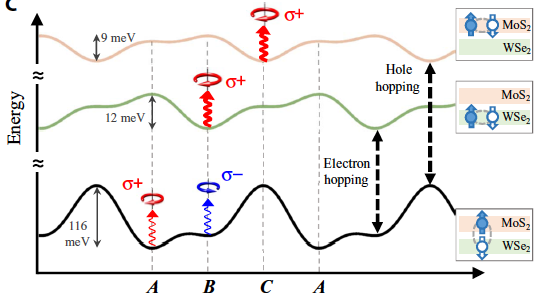 C
σ+
9 meV
MoS₂
WSe₂
Hole
hopping
σ+
12 meV
MoS₂
WSe₂
Energy
≈
≈
Electron
hopping
σ+
σ−
116
meV
MoS₂
WSe₂
A B C A